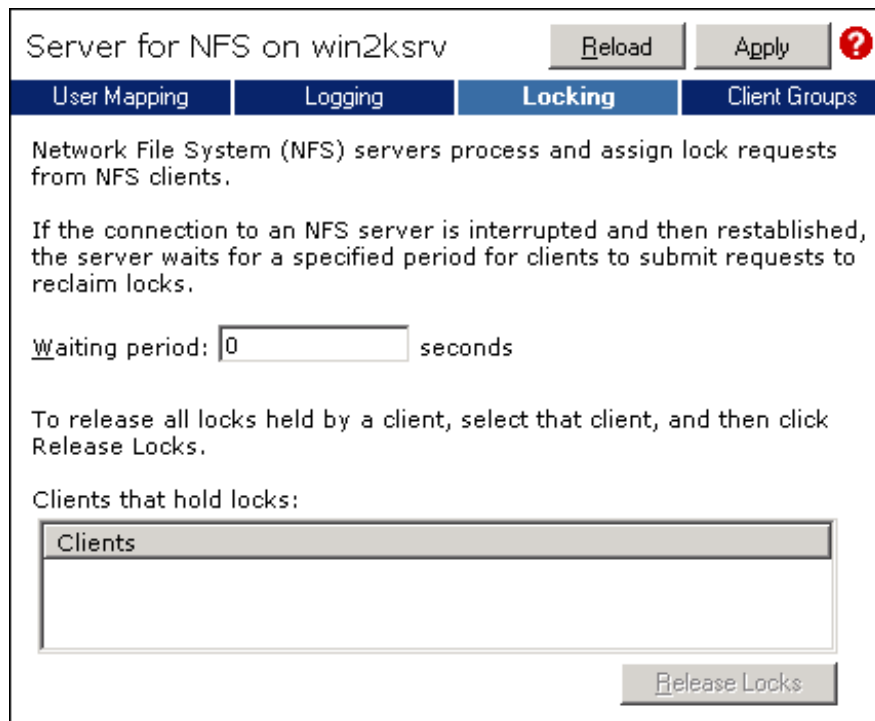 Server for NFS on win2ksrv Reload Apply ?
User Mapping Logging Locking Client Groups
Network File System (NFS) servers process and assign lock requests
from NFS clients.
If the connection to an NFS server is interrupted and then restablished,
the server waits for a specified period for clients to submit requests to
reclaim locks.
Waiting period: 0 seconds
To release all locks held by a client, select that client, and then click
Release Locks.
Clients that hold locks:
Clients
Release Locks